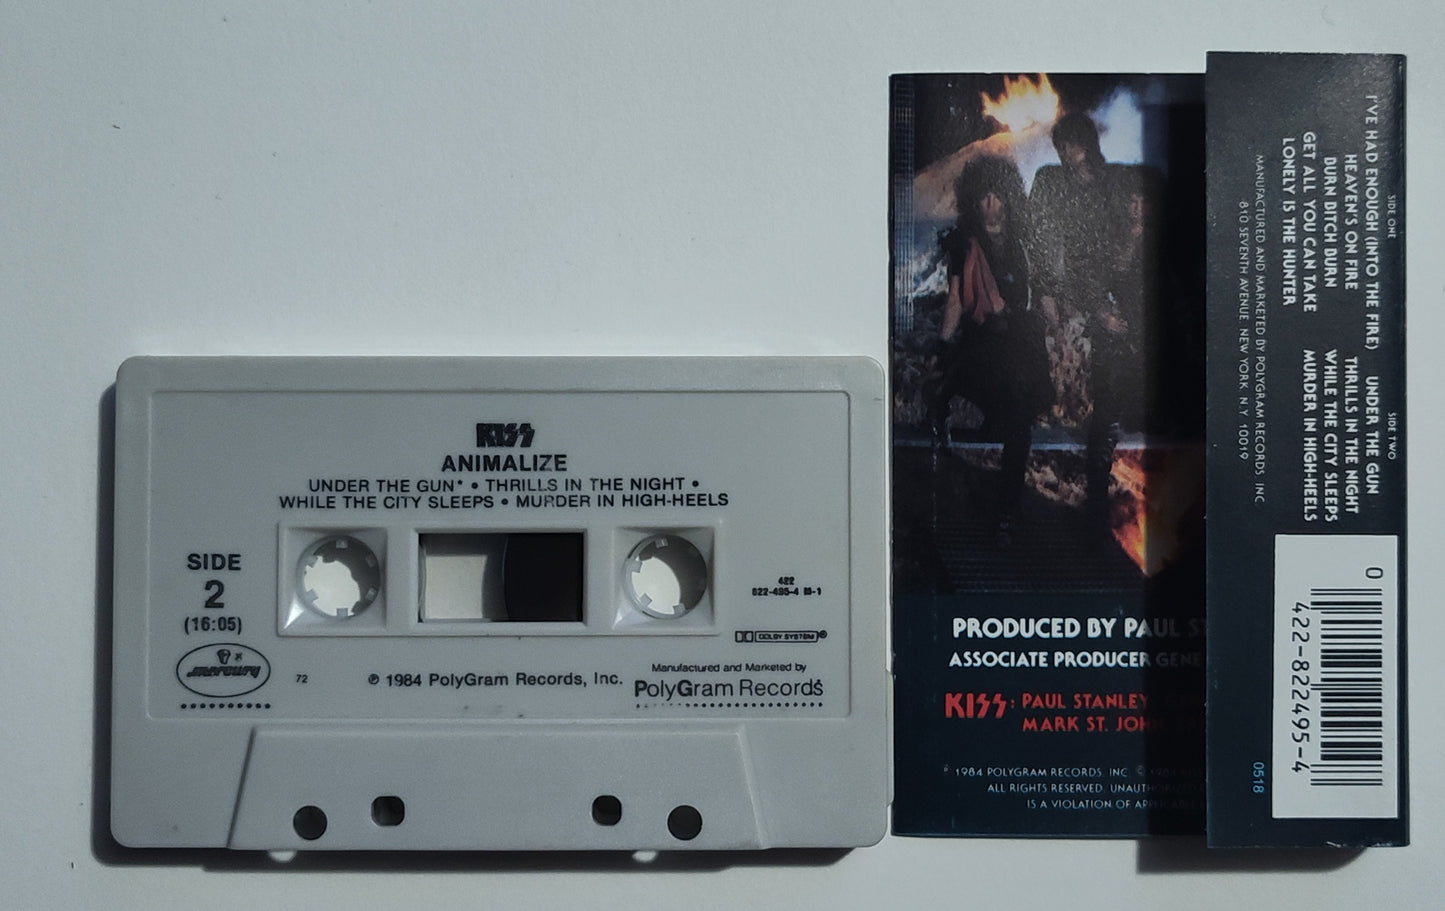 KISS
ANIMALIZE
UNDER THE GUN* • THRILLS IN THE NIGHT •
WHILE THE CITY SLEEPS • MURDER IN HIGH-HEELS
SIDE
2
(16:05)
mercury
72
℗ 1984 PolyGram Records, Inc.
422
822-495-4 M-1
DOLBY SYSTEM®
Manufactured and Marketed by
PolyGram Records
PRODUCED BY PAUL ST
ASSOCIATE PRODUCER GENE
KISS: PAUL STANLEY
MARK ST. JOHN
℗ 1984 POLYGRAM RECORDS, INC. © 1984 KISS
ALL RIGHTS RESERVED. UNAUTHORIZED
IS A VIOLATION OF APPLICABLE
SIDE ONE
I'VE HAD ENOUGH (INTO THE FIRE)
HEAVEN'S ON FIRE
BURN BITCH BURN
GET ALL YOU CAN TAKE
LONELY IS THE HUNTER
SIDE TWO
UNDER THE GUN
THRILLS IN THE NIGHT
WHILE THE CITY SLEEPS
MURDER IN HIGH-HEELS
MANUFACTURED AND MARKETED BY POLYGRAM RECORDS, INC.
810 SEVENTH AVENUE, NEW YORK, N.Y. 10019
0
422-822495-4
0518